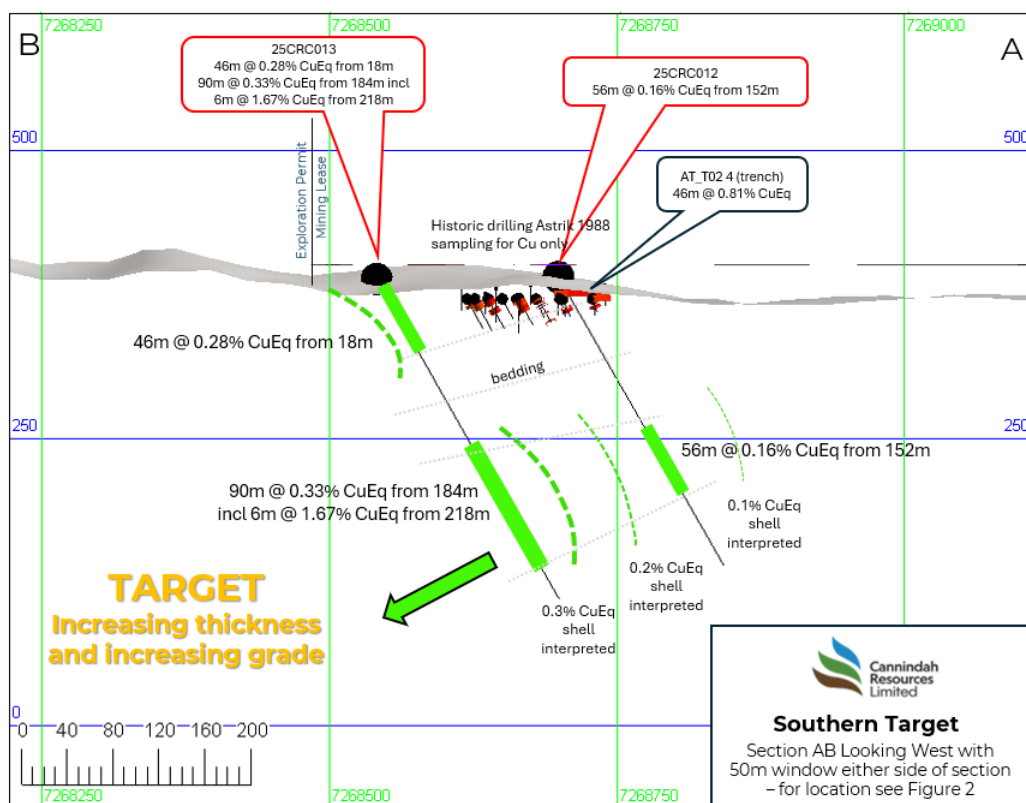 7268250
7268500
7268750
7269000
B
A
25CRC013
46m @ 0.28% CuEq from 18m
90m @ 0.33% CuEq from 184m incl
6m @ 1.67% CuEq from 218m
25CRC012
56m @ 0.16% CuEq from 152m
500
500
Exploration Permit
Mining Lease
AT_T02 4 (trench)
46m @ 0.81% CuEq
Historic drilling Astrik 1988
sampling for Cu only
46m @ 0.28% CuEq from 18m
bedding
250
250
56m @ 0.16% CuEq from 152m
90m @ 0.33% CuEq from 184m
incl 6m @ 1.67% CuEq from 218m
0.1% CuEq
shell
interpreted
0.2% CuEq
shell
interpreted
0.3% CuEq
shell
interpreted
TARGET
Increasing thickness
and increasing grade
0
0 40 80 120 160 200
Cannindah
Resources
Limited
Southern Target
Section AB Looking West with
50m window either side of section
– for location see Figure 2
7268250
7268500
7268750